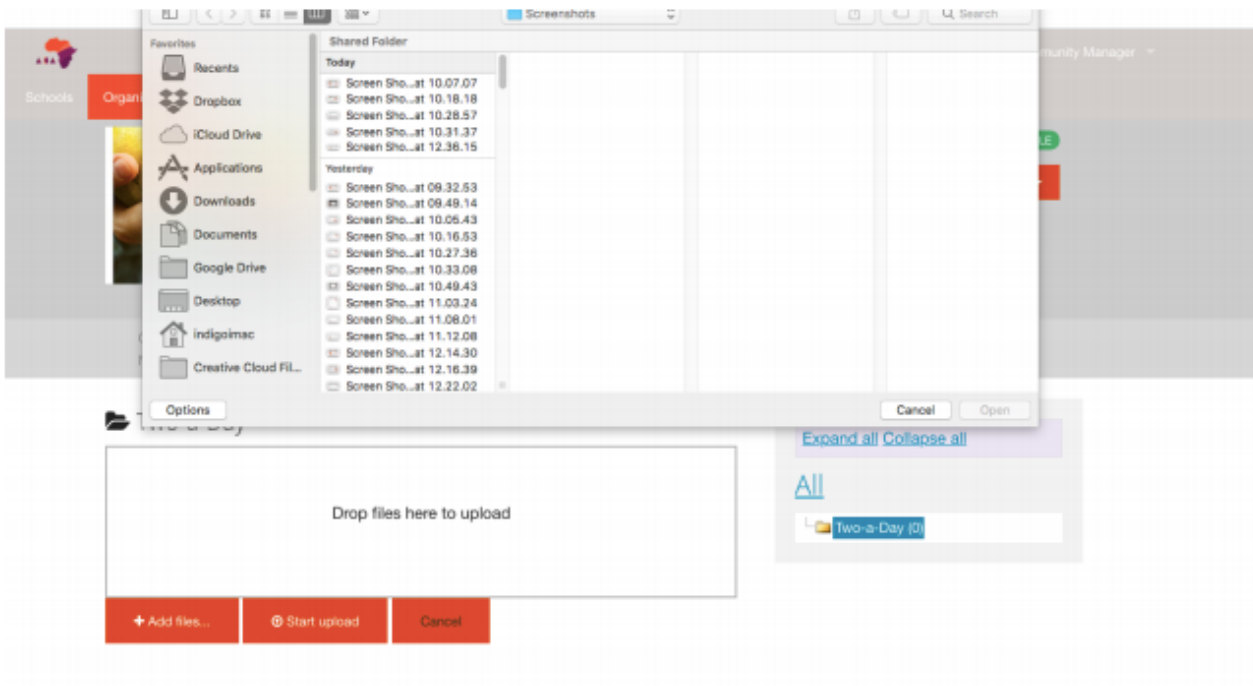 Screenshots
Search
Favorites
Recents
Dropbox
iCloud Drive
Applications
Downloads
Documents
Google Drive
Desktop
indigoimac
Creative Cloud Fil...
Shared Folder
Today
Screen Sho...at 10.07.07
Screen Sho...at 10.18.18
Screen Sho...at 10.28.57
Screen Sho...at 10.31.37
Screen Sho...at 12.36.15
Yesterday
Screen Sho...at 09.32.53
Screen Sho...at 09.49.14
Screen Sho...at 10.05.43
Screen Sho...at 10.16.53
Screen Sho...at 10.27.36
Screen Sho...at 10.33.08
Screen Sho...at 10.49.43
Screen Sho...at 11.03.24
Screen Sho...at 11.08.01
Screen Sho...at 11.12.08
Screen Sho...at 12.14.30
Screen Sho...at 12.16.39
Screen Sho...at 12.22.02
Options
Cancel Open
munity Manager
Schools Organi
LE
Two-a-Day
Expand all Collapse all
All
Two-a-Day (0)
Drop files here to upload
+ Add files... Start upload Cancel